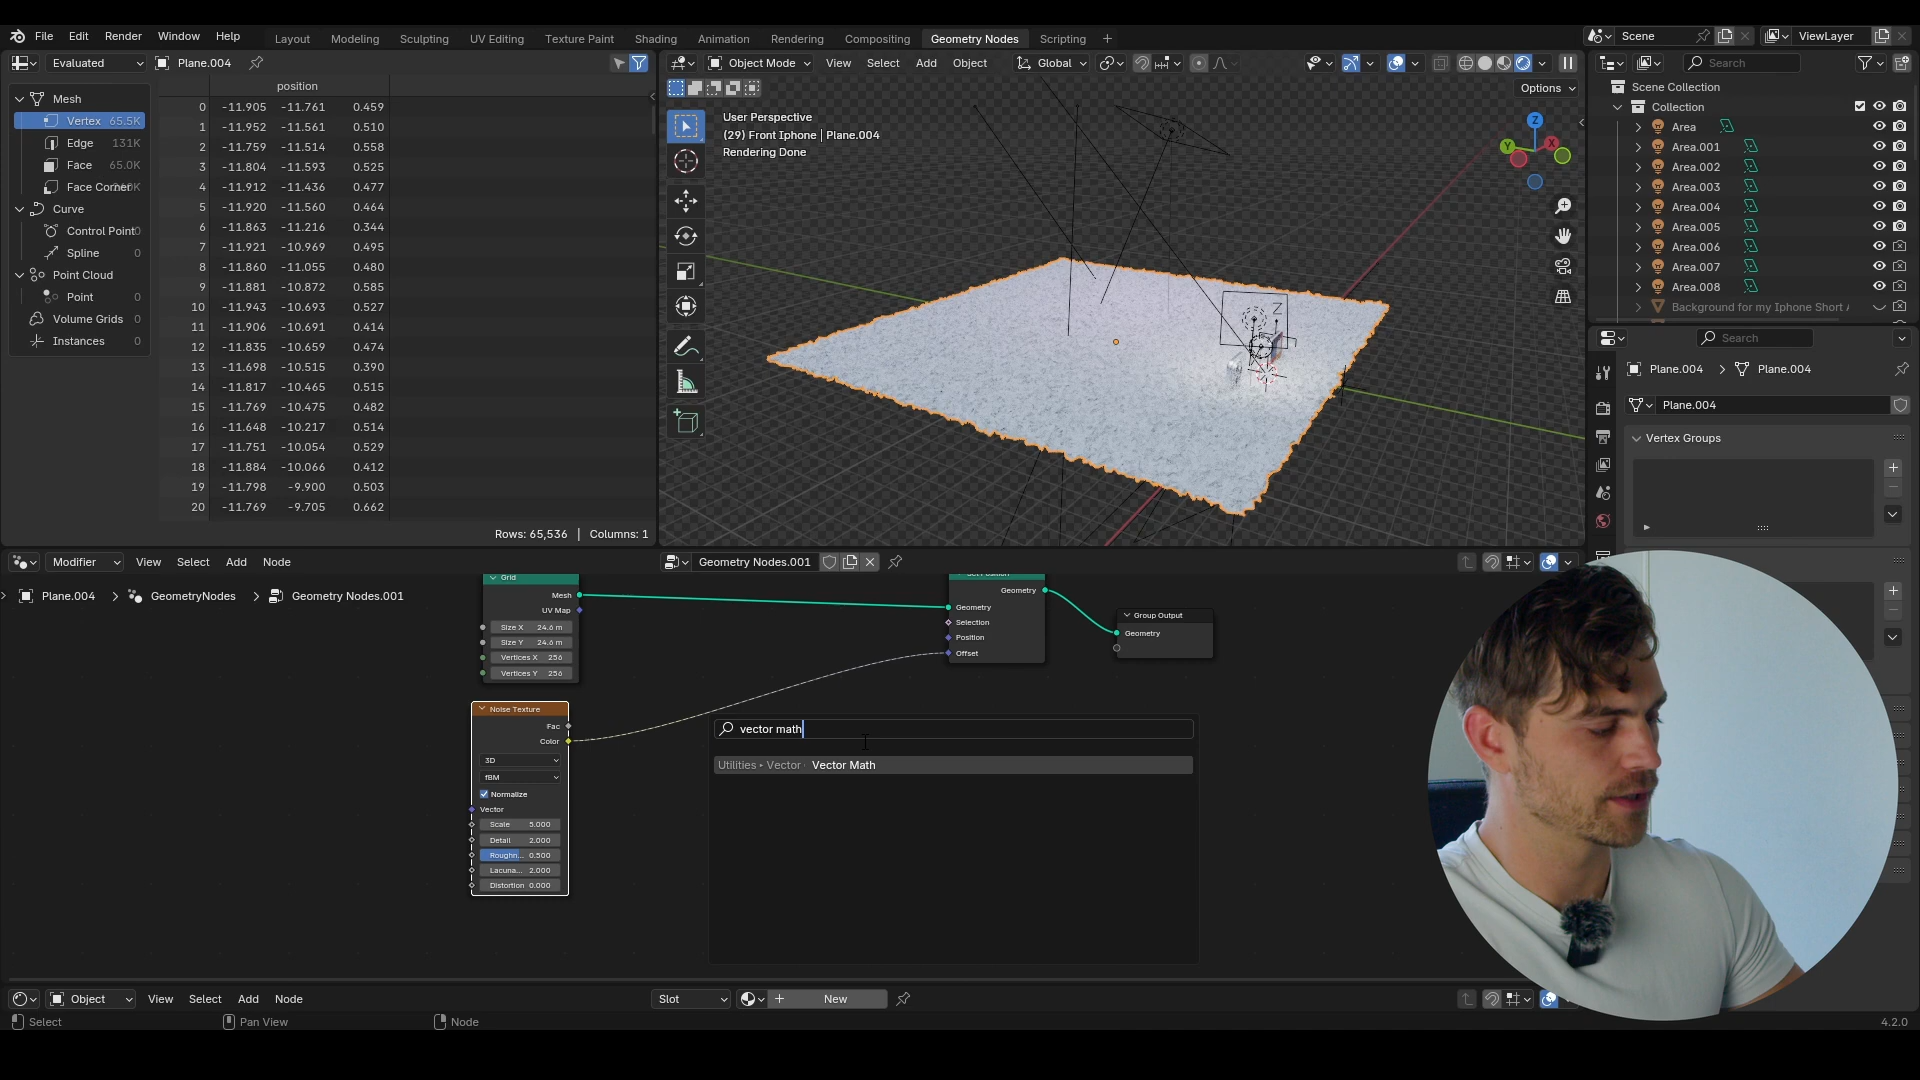 File Edit Render Window Help
Layout Modeling Sculpting UV Editing Texture Paint Shading Animation Rendering Compositing Geometry Nodes Scripting +
Scene
ViewLayer
Evaluated
Plane.004
Mesh
Vertex 65.5K
Edge 131K
Face 65.0K
Face Corner
Curve
Control Point 0
Spline 0
Point Cloud
Point 0
Volume Grids 0
Instances 0
position
0 -11.905 -11.761 0.459
1 -11.952 -11.561 0.510
2 -11.759 -11.514 0.558
3 -11.804 -11.593 0.525
4 -11.912 -11.436 0.477
5 -11.920 -11.560 0.464
6 -11.863 -11.216 0.344
7 -11.921 -10.969 0.495
8 -11.860 -11.055 0.480
9 -11.881 -10.872 0.585
10 -11.943 -10.693 0.527
11 -11.906 -10.691 0.414
12 -11.835 -10.659 0.474
13 -11.698 -10.515 0.390
14 -11.817 -10.465 0.515
15 -11.769 -10.475 0.482
16 -11.648 -10.217 0.514
17 -11.751 -10.054 0.529
18 -11.884 -10.066 0.412
19 -11.798 -9.900 0.503
20 -11.769 -9.705 0.662
Rows: 65,536 | Columns: 1
Object Mode View Select Add Object
Global
Options
User Perspective
(29) Front Iphone | Plane.004
Rendering Done
Z
X
Y
Search
Scene Collection
Collection
Area
Area.001
Area.002
Area.003
Area.004
Area.005
Area.006
Area.007
Area.008
Background for my Iphone Short
Search
Plane.004 > Plane.004
Plane.004
Vertex Groups
Modifier View Select Add Node
Geometry Nodes.001
Plane.004 > GeometryNodes > Geometry Nodes.001
Grid
Mesh
UV Map
Size X 24.6 m
Size Y 24.6 m
Vertices X 256
Vertices Y 256
Geometry
Geometry
Selection
Position
Offset
Group Output
Geometry
Noise Texture
Fac
Color
3D
fBM
Normalize
Vector
Scale 5.000
Detail 2.000
Roughn... 0.500
Lacuna... 2.000
Distortion 0.000
vector math
Utilities ▸ Vector Vector Math
Object View Select Add Node
Slot
New
Select
Pan View
Node
4.2.0